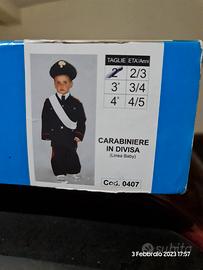 TAGLIE ETA'/Anni
2° 2/3
3° 3/4
4° 4/5
CARABINIERE
IN DIVISA
(Linea Baby)
Cod. 0407
3 Febbraio 2023 17:57
subito